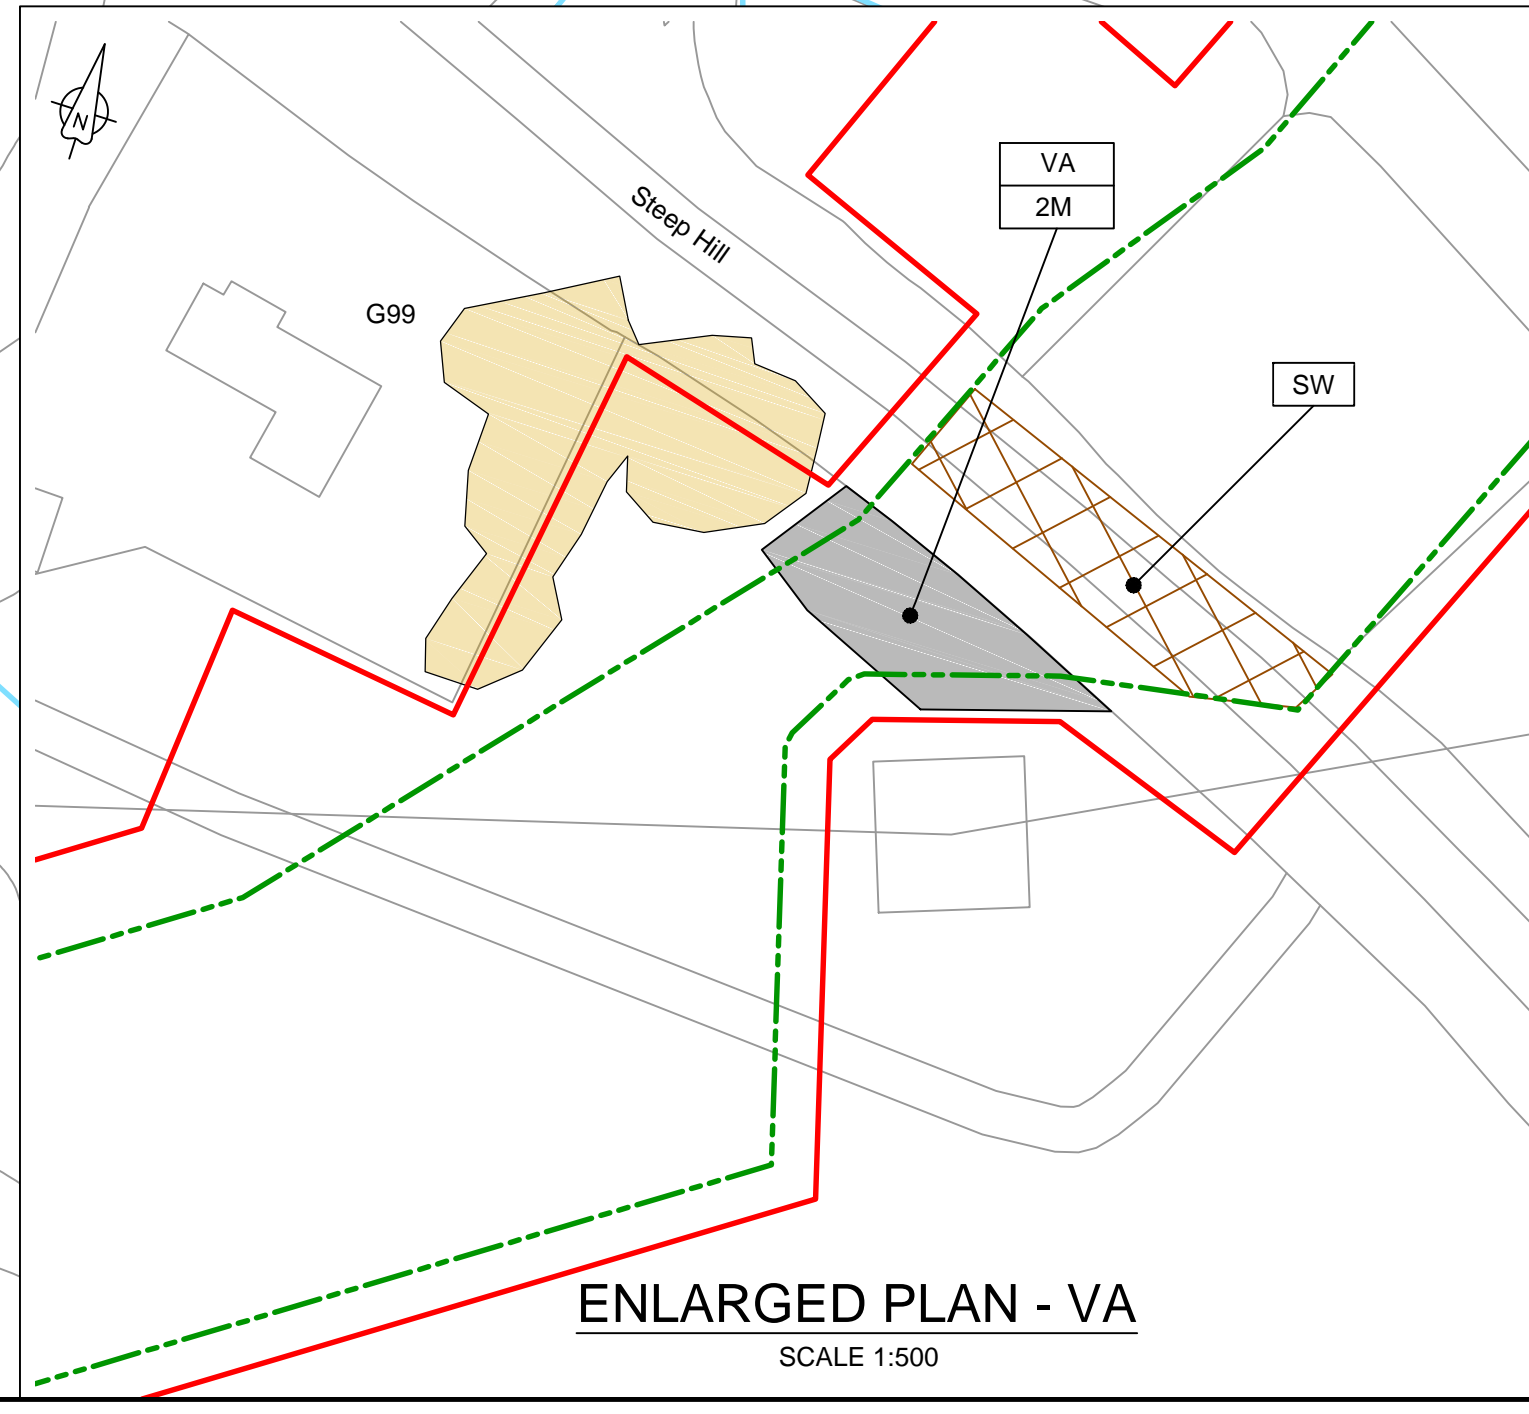 N
VA
2M
Steep Hill
G99
SW
ENLARGED PLAN - VA
SCALE 1:500